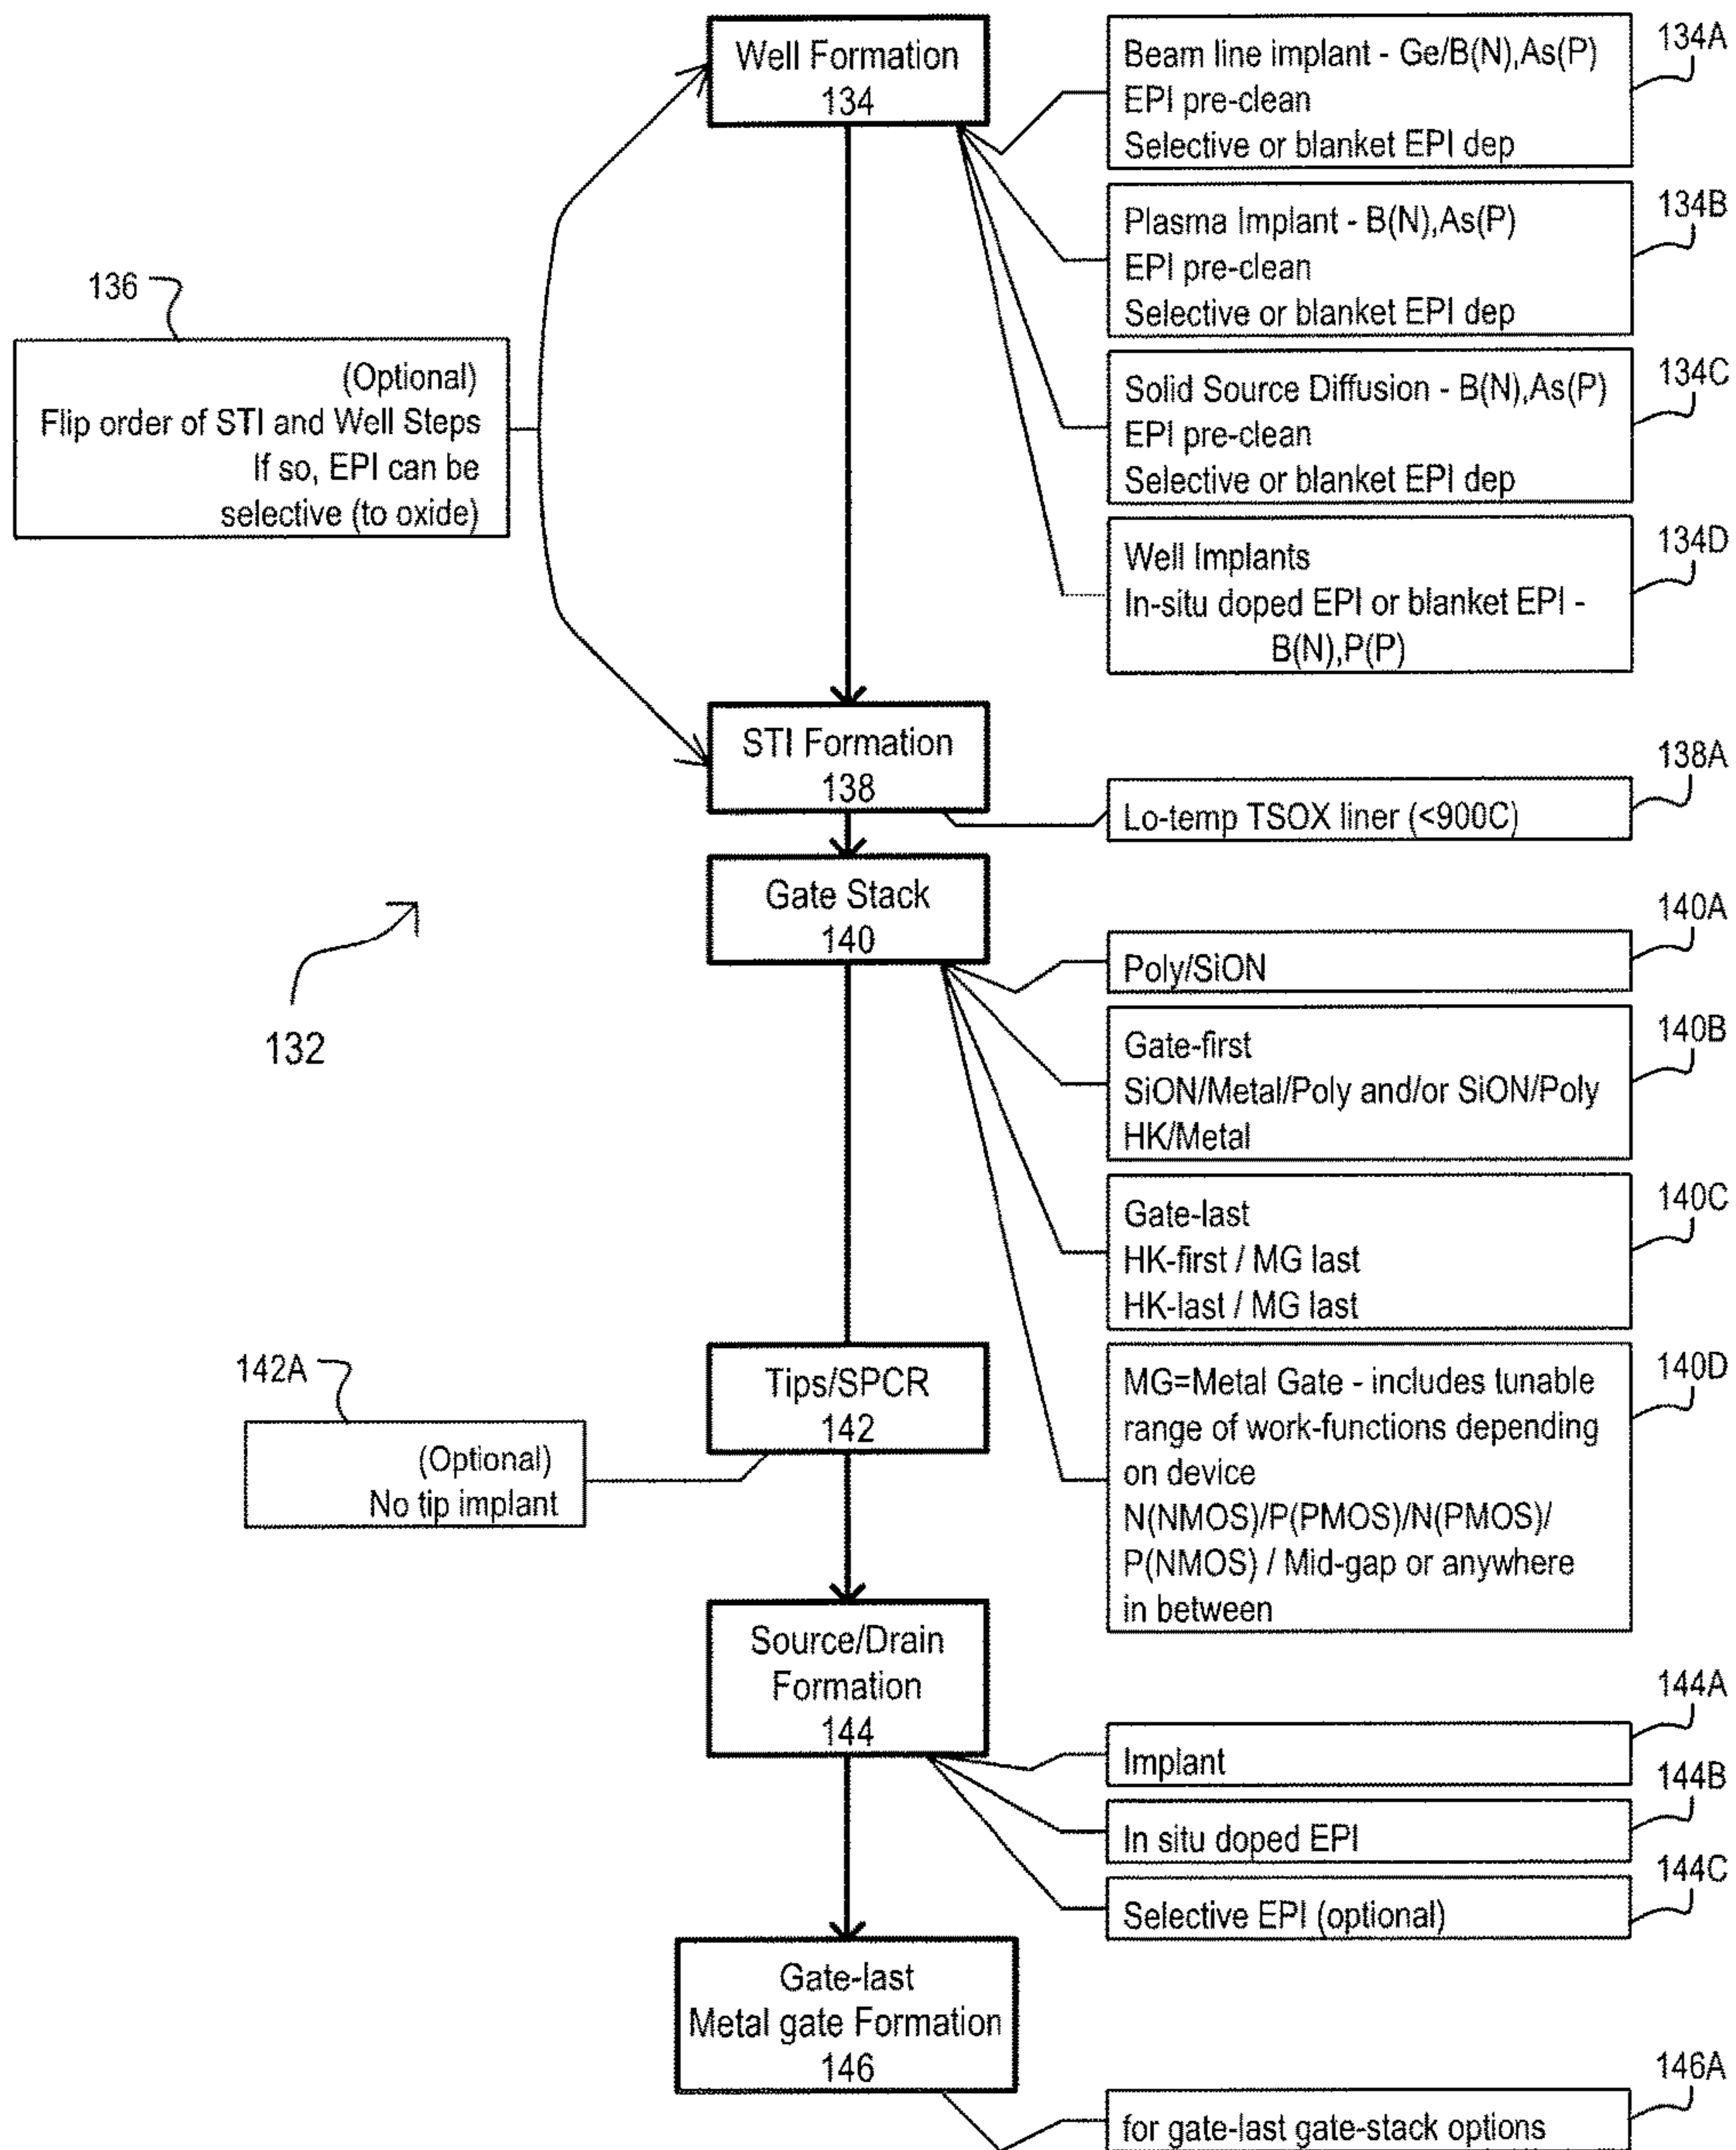 Well Formation
134
134A
Beam line implant - Ge/B(N),As(P)
EPI pre-clean
Selective or blanket EPI dep
134B
Plasma Implant - B(N),As(P)
EPI pre-clean
Selective or blanket EPI dep
134C
Solid Source Diffusion - B(N),As(P)
EPI pre-clean
Selective or blanket EPI dep
134D
Well Implants
In-situ doped EPI or blanket EPI -
B(N),P(P)
136
(Optional)
Flip order of STI and Well Steps
If so, EPI can be
selective (to oxide)
STI Formation
138
138A
Lo-temp TSOX liner (<900C)
132
Gate Stack
140
140A
Poly/SiON
140B
Gate-first
SiON/Metal/Poly and/or SiON/Poly
HK/Metal
140C
Gate-last
HK-first / MG last
HK-last / MG last
140D
MG=Metal Gate - includes tunable
range of work-functions depending
on device
N(NMOS)/P(PMOS)/N(PMOS)/
P(NMOS) / Mid-gap or anywhere
in between
Tips/SPCR
142
142A
(Optional)
No tip implant
Source/Drain
Formation
144
144A
Implant
144B
In situ doped EPI
144C
Selective EPI (optional)
Gate-last
Metal gate Formation
146
146A
for gate-last gate-stack options